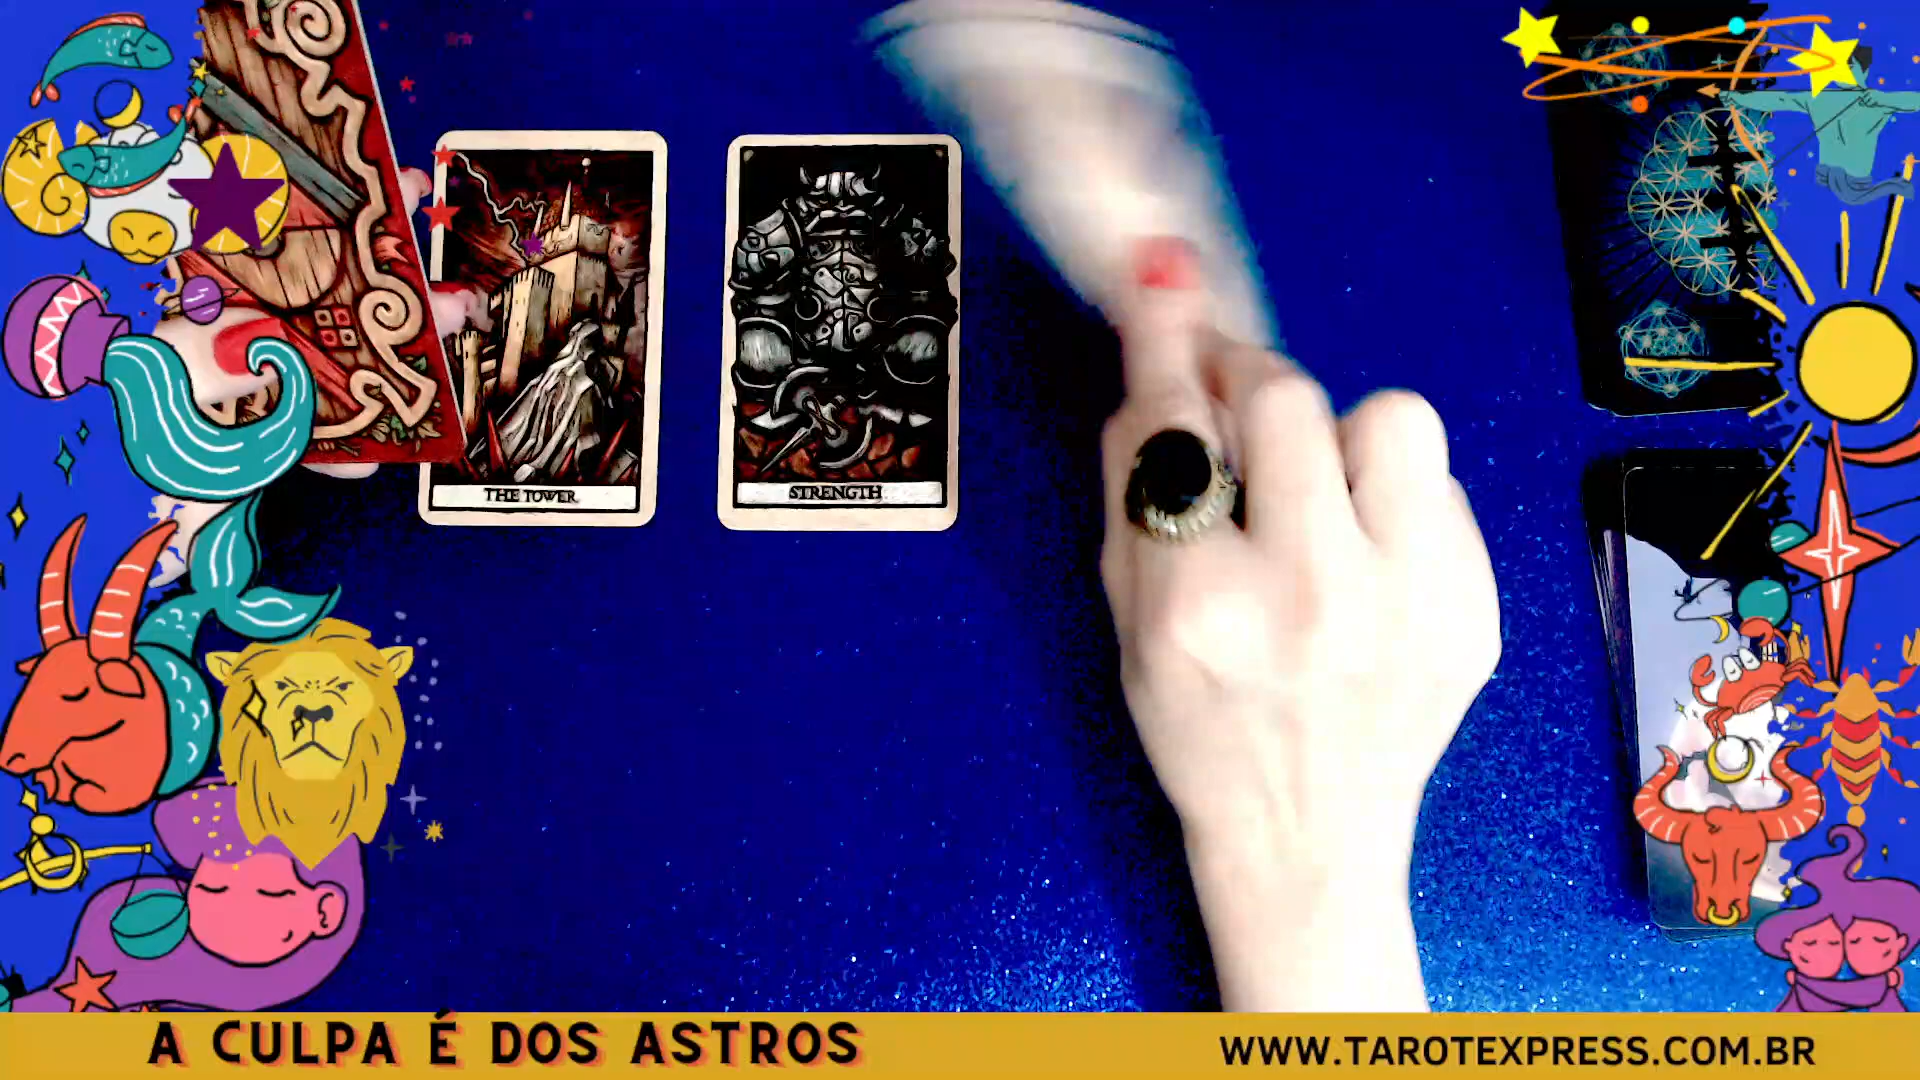 THE TOWER
STRENGTH
A CULPA É DOS ASTROS
WWW.TAROTEXPRESS.COM.BR